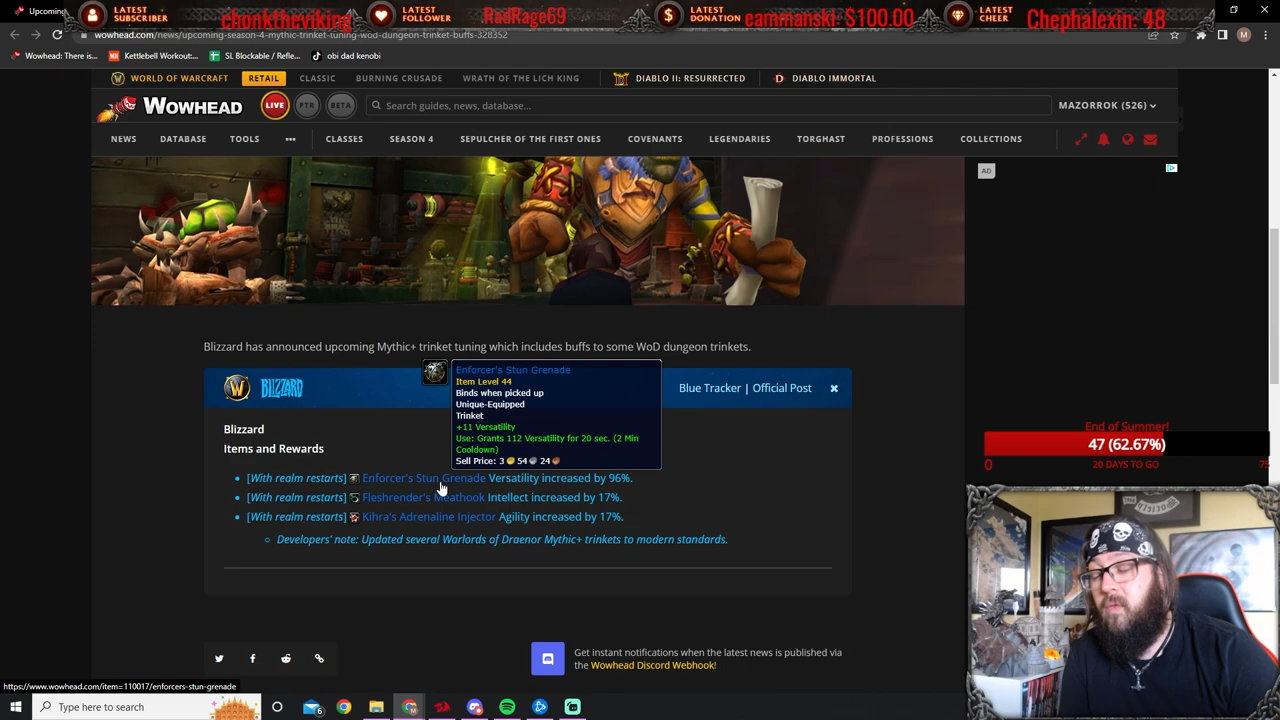 Upcoming
LATEST SUBSCRIBER
chonktheviking
LATEST FOLLOWER
RadRage69
LATEST DONATION
eammanski: $100.00
LATEST CHEER
Chephalexin: 48
wowhead.com/news/upcoming-season-4-mythic-trinket-tuning-wod-dungeon-trinket-buffs-328352
M
Wowhead: There is...
Kettlebell Workout:...
SL Blockable / Refle...
obi dad kenobi
WORLD OF WARCRAFT RETAIL CLASSIC BURNING CRUSADE WRATH OF THE LICH KING DIABLO II: RESURRECTED DIABLO IMMORTAL
WOWHEAD LIVE PTR BETA Search guides, news, database... MAZORROK (526)
NEWS DATABASE TOOLS ••• CLASSES SEASON 4 SEPULCHER OF THE FIRST ONES COVENANTS LEGENDARIES TORGHAST PROFESSIONS COLLECTIONS
AD
Blizzard has announced upcoming Mythic+ trinket tuning which includes buffs to some WoD dungeon trinkets.
BLIZZARD
Blue Tracker | Official Post
Enforcer's Stun Grenade
Item Level 44
Binds when picked up
Unique-Equipped
Trinket
+11 Versatility
Use: Grants 112 Versatility for 20 sec. (2 Min
Cooldown)
Sell Price: 3 54 24
Blizzard
Items and Rewards
• [With realm restarts] Enforcer's Stun Grenade Versatility increased by 96%.
• [With realm restarts] Fleshrender's Meathook Intellect increased by 17%.
• [With realm restarts] Kihra's Adrenaline Injector Agility increased by 17%.
Developers' note: Updated several Warlords of Draenor Mythic+ trinkets to modern standards.
End of Summer!
47 (62.67%)
0
20 DAYS TO GO
Get instant notifications when the latest news is published via
the Wowhead Discord Webhook!
https://www.wowhead.com/item=110017/enforcers-stun-grenade
Type here to search
6